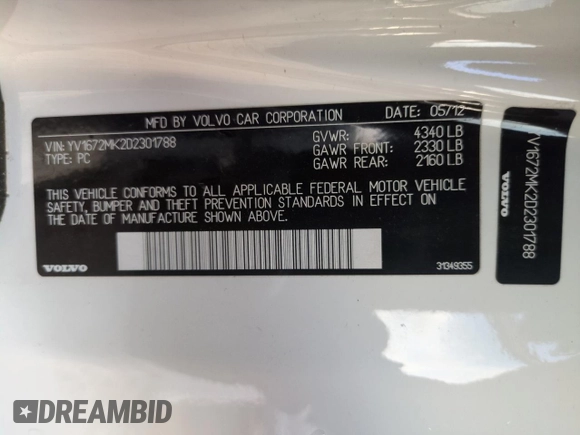 MFD BY VOLVO CAR CORPORATION DATE: 05/12
VIN: YV1672MK2D2301788 GVWR: 4340 LB
TYPE: PC GAWR FRONT: 2330 LB
GAWR REAR: 2160 LB
THIS VEHICLE CONFORMS TO ALL APPLICABLE FEDERAL MOTOR VEHICLE
SAFETY, BUMPER AND THEFT PREVENTION STANDARDS IN EFFECT ON
THE DATE OF MANUFACTURE SHOWN ABOVE.
VOLVO 31349355
YV1672MK2D2301788
VOLVO
DREAMBID